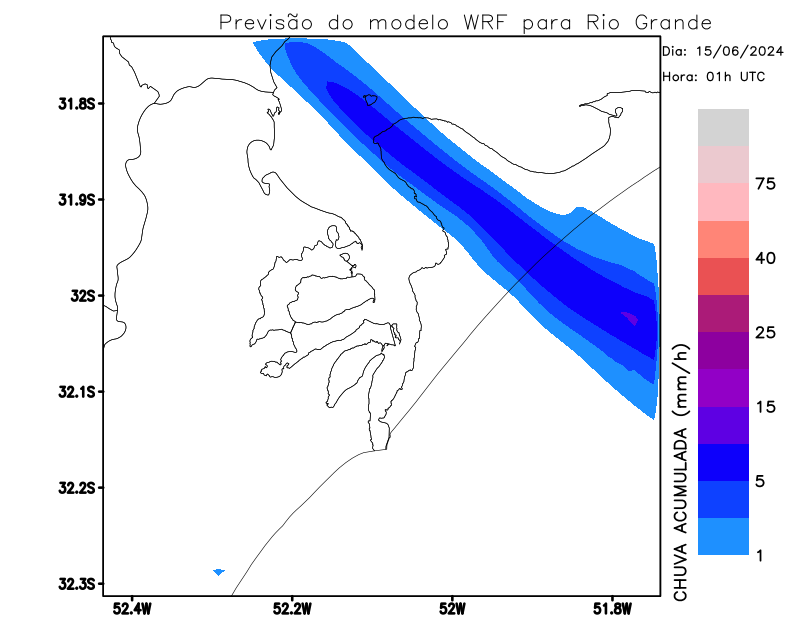 Previsão do modelo WRF para Rio Grande
Dia: 15/06/2024
Hora: 01h UTC
31.8S
31.9S
32S
32.1S
32.2S
32.3S
52.4W
52.2W
52W
51.8W
75
40
25
15
5
1
CHUVA ACUMULADA (mm/h)